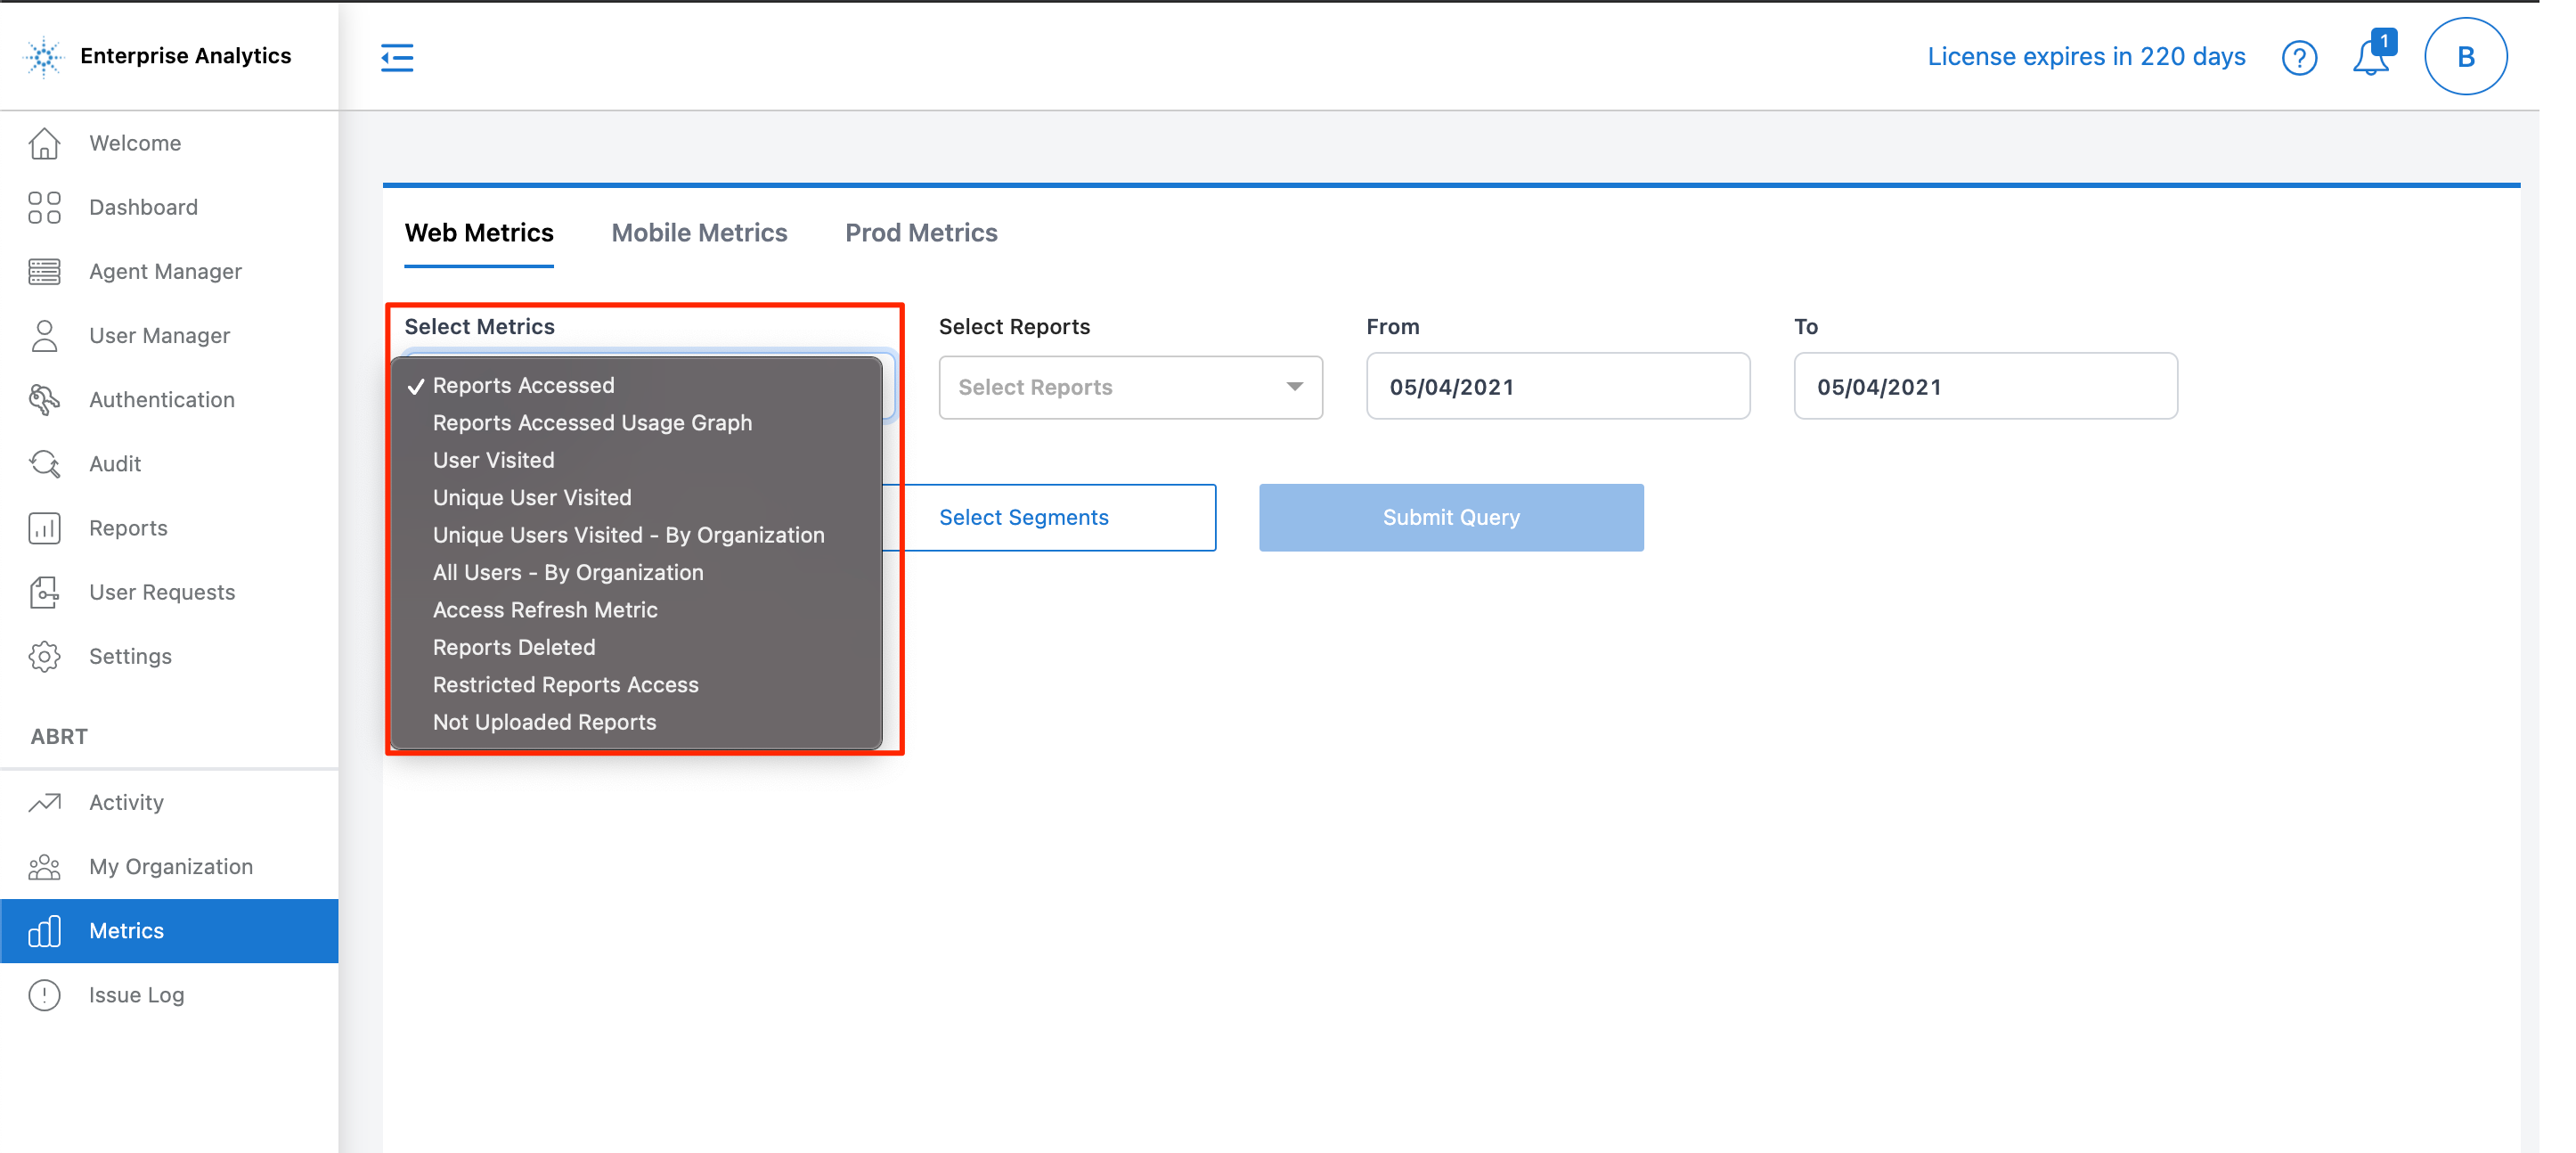 Enterprise Analytics
License expires in 220 days
1
B
Welcome
Dashboard
Agent Manager
User Manager
Authentication
Audit
Reports
User Requests
Settings
ABRT
Activity
My Organization
Metrics
Issue Log
Web Metrics Mobile Metrics Prod Metrics
Select Metrics Select Reports From To
Select Reports 05/04/2021 05/04/2021
Reports Accessed
Reports Accessed Usage Graph
User Visited
Unique User Visited
Unique Users Visited - By Organization
All Users - By Organization
Access Refresh Metric
Reports Deleted
Restricted Reports Access
Not Uploaded Reports
Select Segments Submit Query